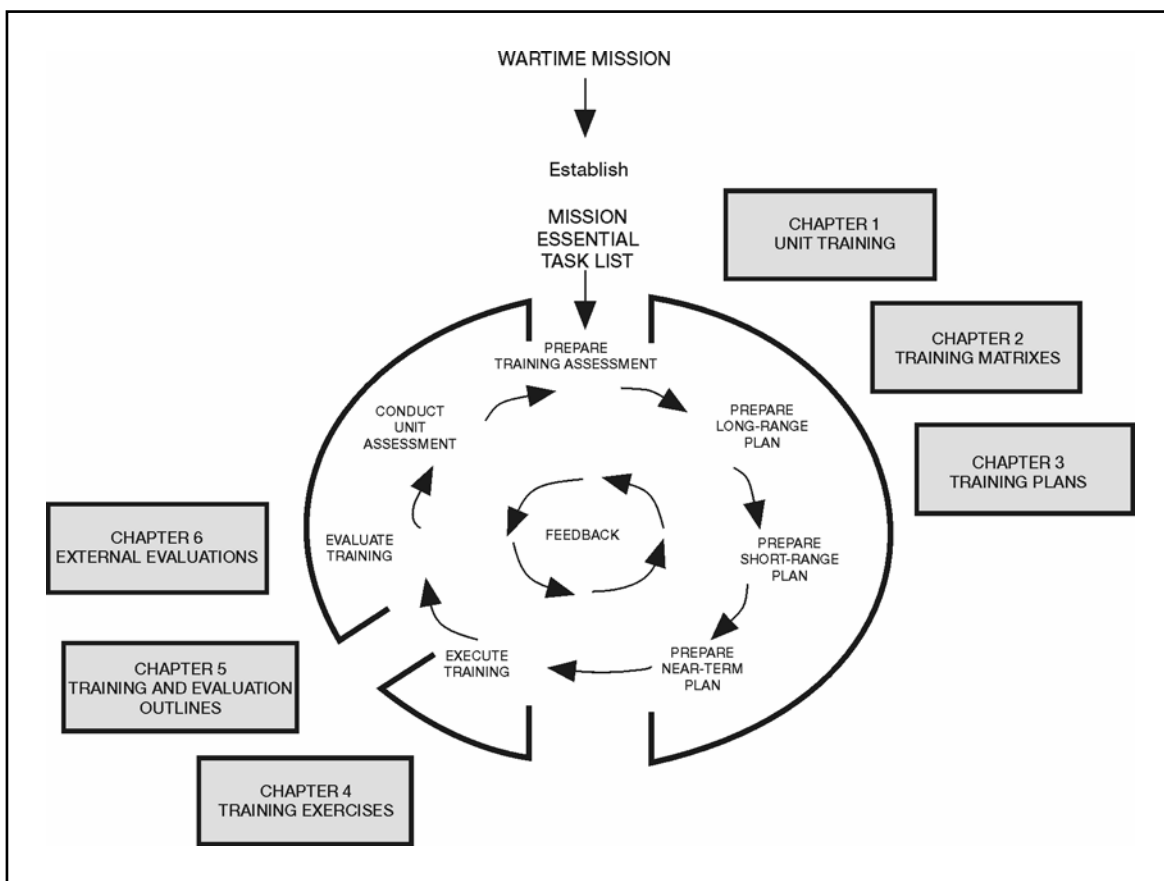 WARTIME MISSION
Establish
MISSION
ESSENTIAL
TASK LIST
CHAPTER 1
UNIT TRAINING
CHAPTER 2
TRAINING MATRIXES
CHAPTER 3
TRAINING PLANS
PREPARE
TRAINING ASSESSMENT
PREPARE
LONG-RANGE
PLAN
PREPARE
SHORT-RANGE
PLAN
PREPARE
NEAR-TERM
PLAN
EXECUTE
TRAINING
EVALUATE
TRAINING
CONDUCT
UNIT
ASSESSMENT
FEEDBACK
CHAPTER 6
EXTERNAL EVALUATIONS
CHAPTER 5
TRAINING AND EVALUATION
OUTLINES
CHAPTER 4
TRAINING EXERCISES